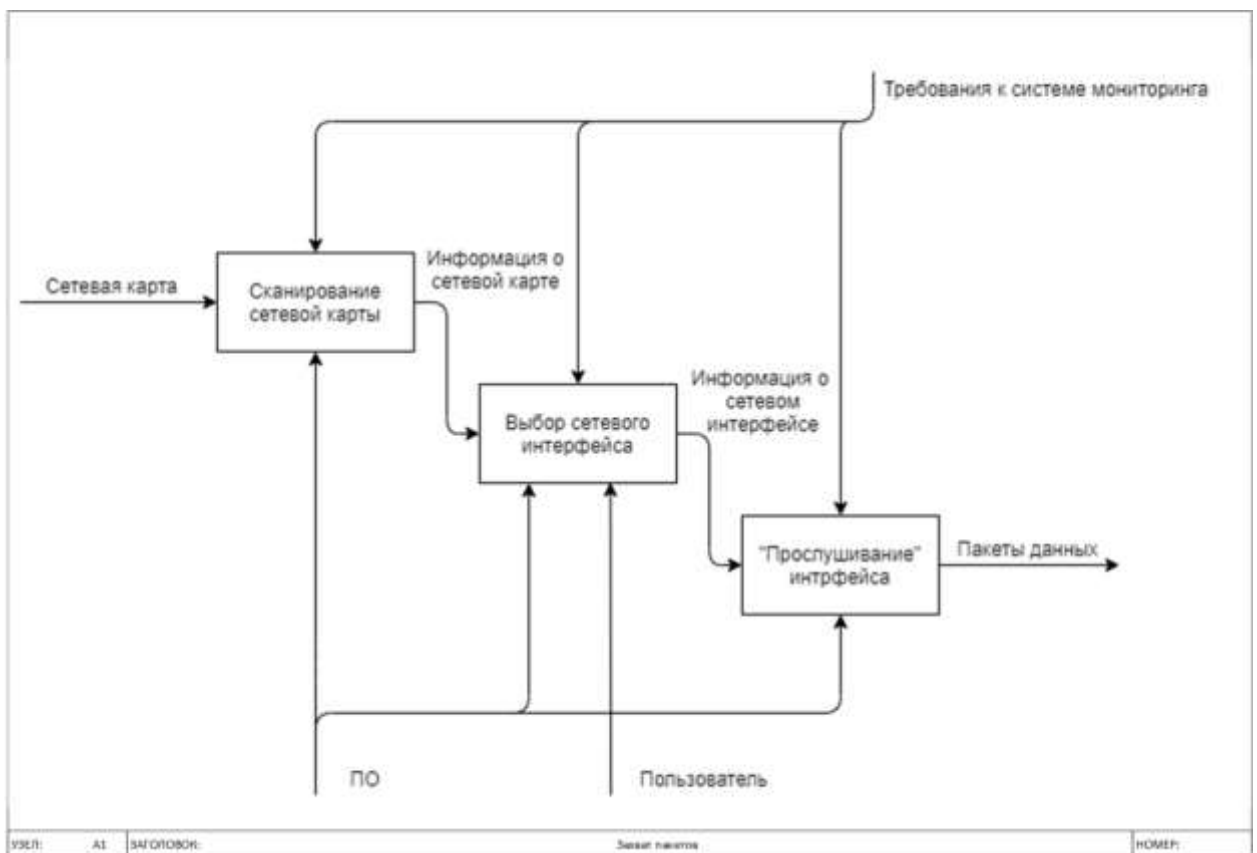 Требования к системе мониторинга
Информация о
сетевой карте
Сетевая карта
Сканирование
сетевой карты
Информация о
сетевом
интерфейсе
Выбор сетевого
интерфейса
"Прослушивание"
интрфейса
Пакеты данных
ПО
Пользователь
УЗЕЛ:
А1
ЗАГОЛОВОК:
Захват пакетов
НОМЕР: